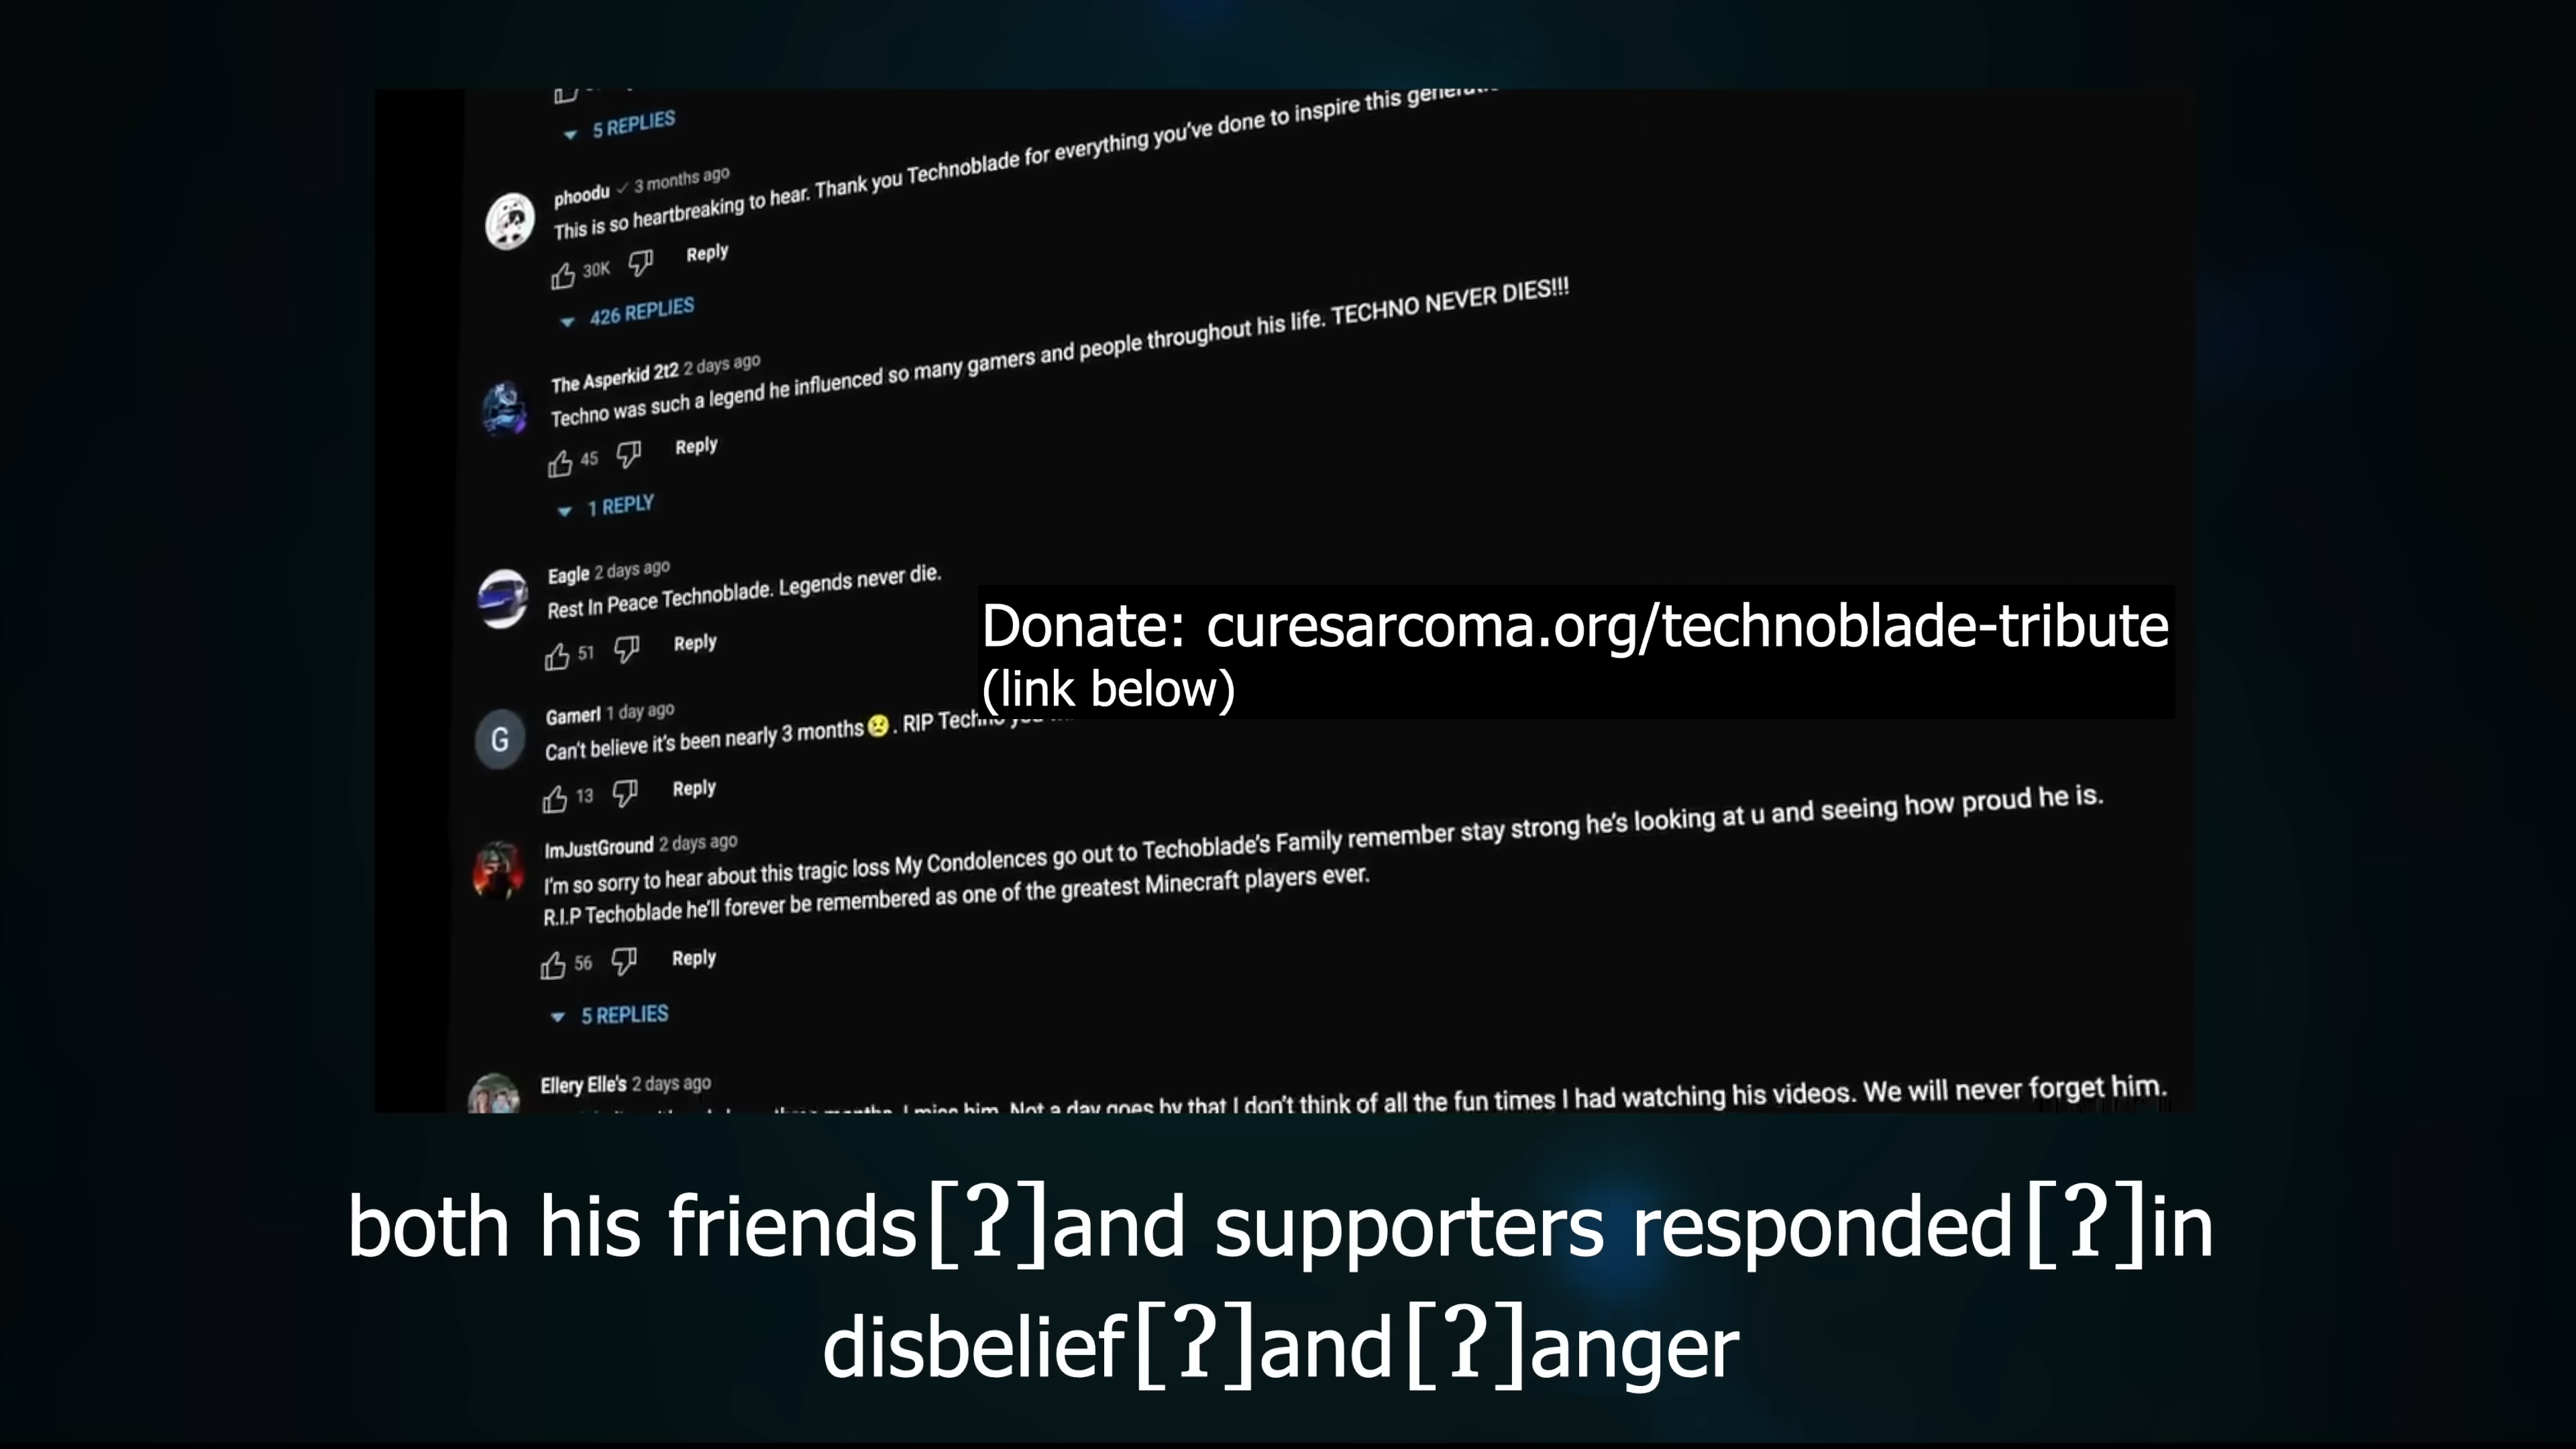 5 REPLIES
phoodu 3 months ago
This is so heartbreaking to hear. Thank you Technoblade for everything you've done to inspire this
30K Reply
426 REPLIES
The Asperkid 2t2 2 days ago
Techno was such a legend he influenced so many gamers and people throughout his life. TECHNO NEVER DIES!!!
45 Reply
1 REPLY
Eagle 2 days ago
Rest In Peace Technoblade. Legends never die.
51 Reply
Donate: curesarcoma.org/technoblade-tribute
(link below)
G
Gamerl 1 day ago
Can't believe it's been nearly 3 months😢. RIP Techno
13 Reply
ImJustGround 2 days ago
I'm so sorry to hear about this tragic loss My Condolences go out to Techoblade's Family remember stay strong he's looking at u and seeing how proud he is.
R.I.P Techoblade he'll forever be remembered as one of the greatest Minecraft players ever.
56 Reply
5 REPLIES
Ellery Elle's 2 days ago
I miss him. Not a day goes by that I don't think of all the fun times I had watching his videos. We will never forget him.
both his friends[?]and supporters responded[?]in
disbelief[?]and[?]anger